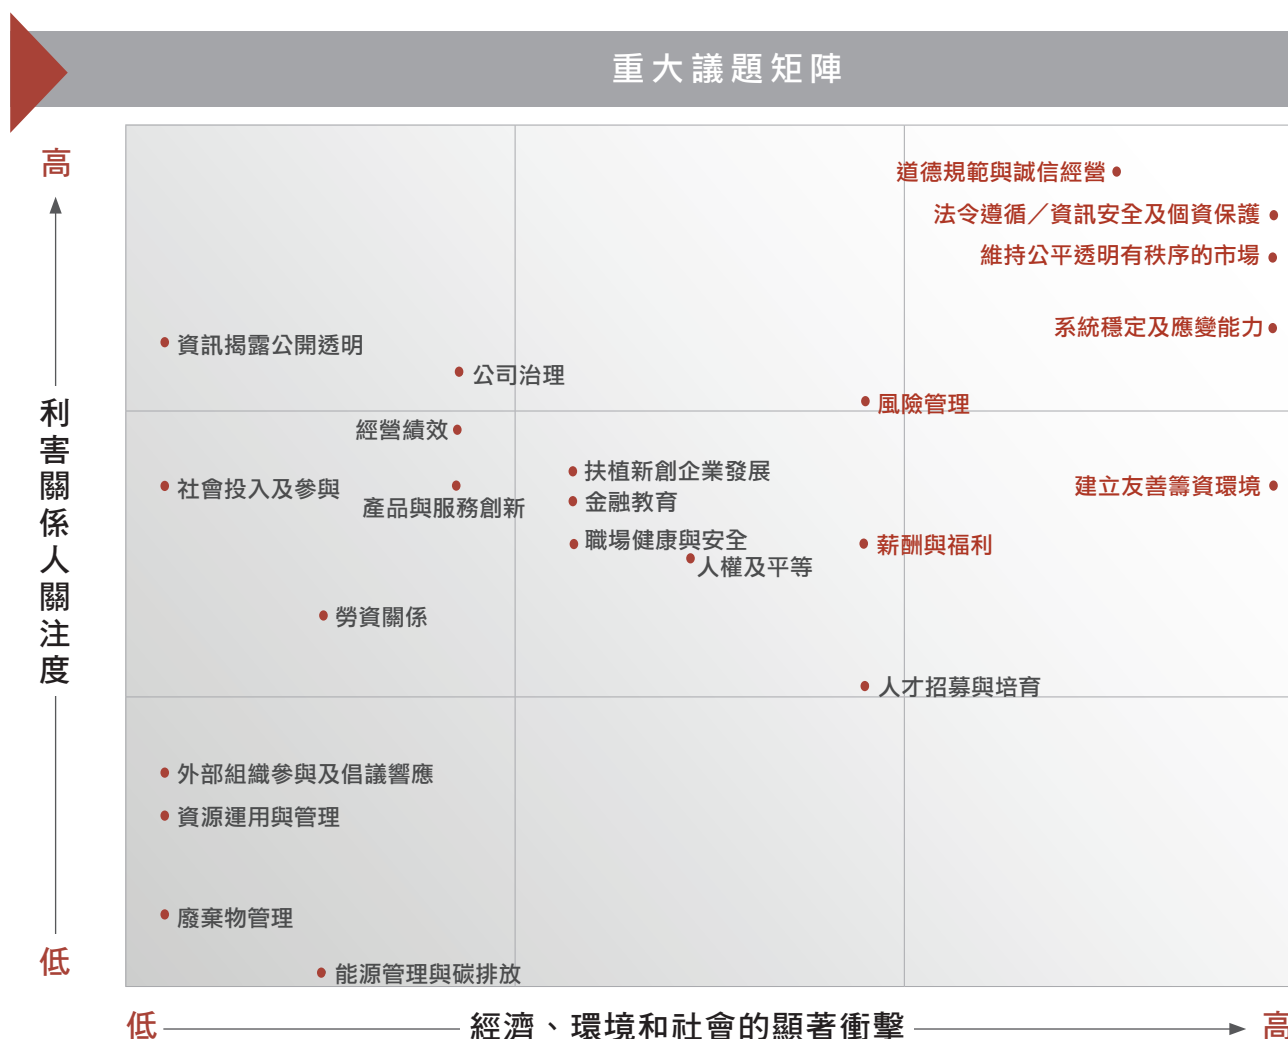 重大議題矩陣
高
道德規範與誠信經營
法令遵循／資訊安全及個資保護
維持公平透明有秩序的市場
系統穩定及應變能力
資訊揭露公開透明
公司治理
風險管理
利害關係人關注度
經營績效
扶植新創企業發展
社會投入及參與
建立友善籌資環境
產品與服務創新
金融教育
職場健康與安全
薪酬與福利
人權及平等
勞資關係
人才招募與培育
外部組織參與及倡議響應
資源運用與管理
廢棄物管理
低
能源管理與碳排放
低
經濟、環境和社會的顯著衝擊
高